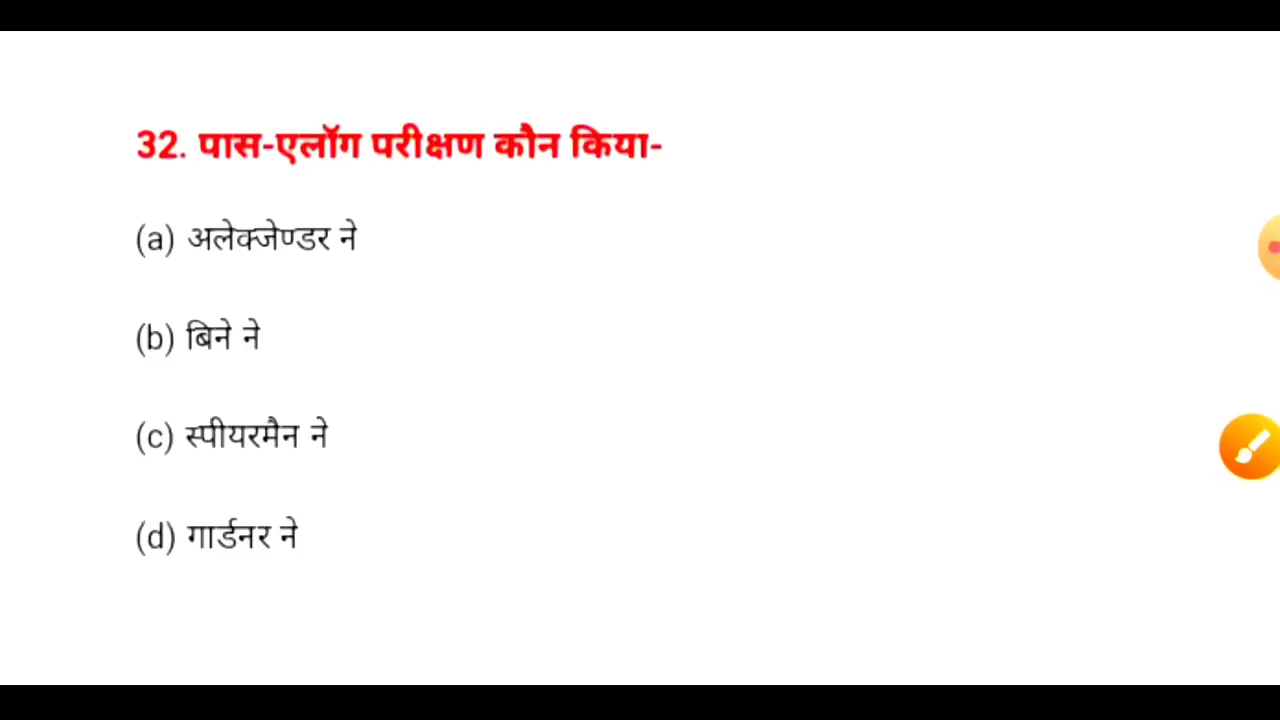 32. पास-एलॉग परीक्षण कौन किया-
(a) अलेक्जेण्डर ने
(b) बिने ने
(c) स्पीयरमैन ने
(d) गार्डनर ने